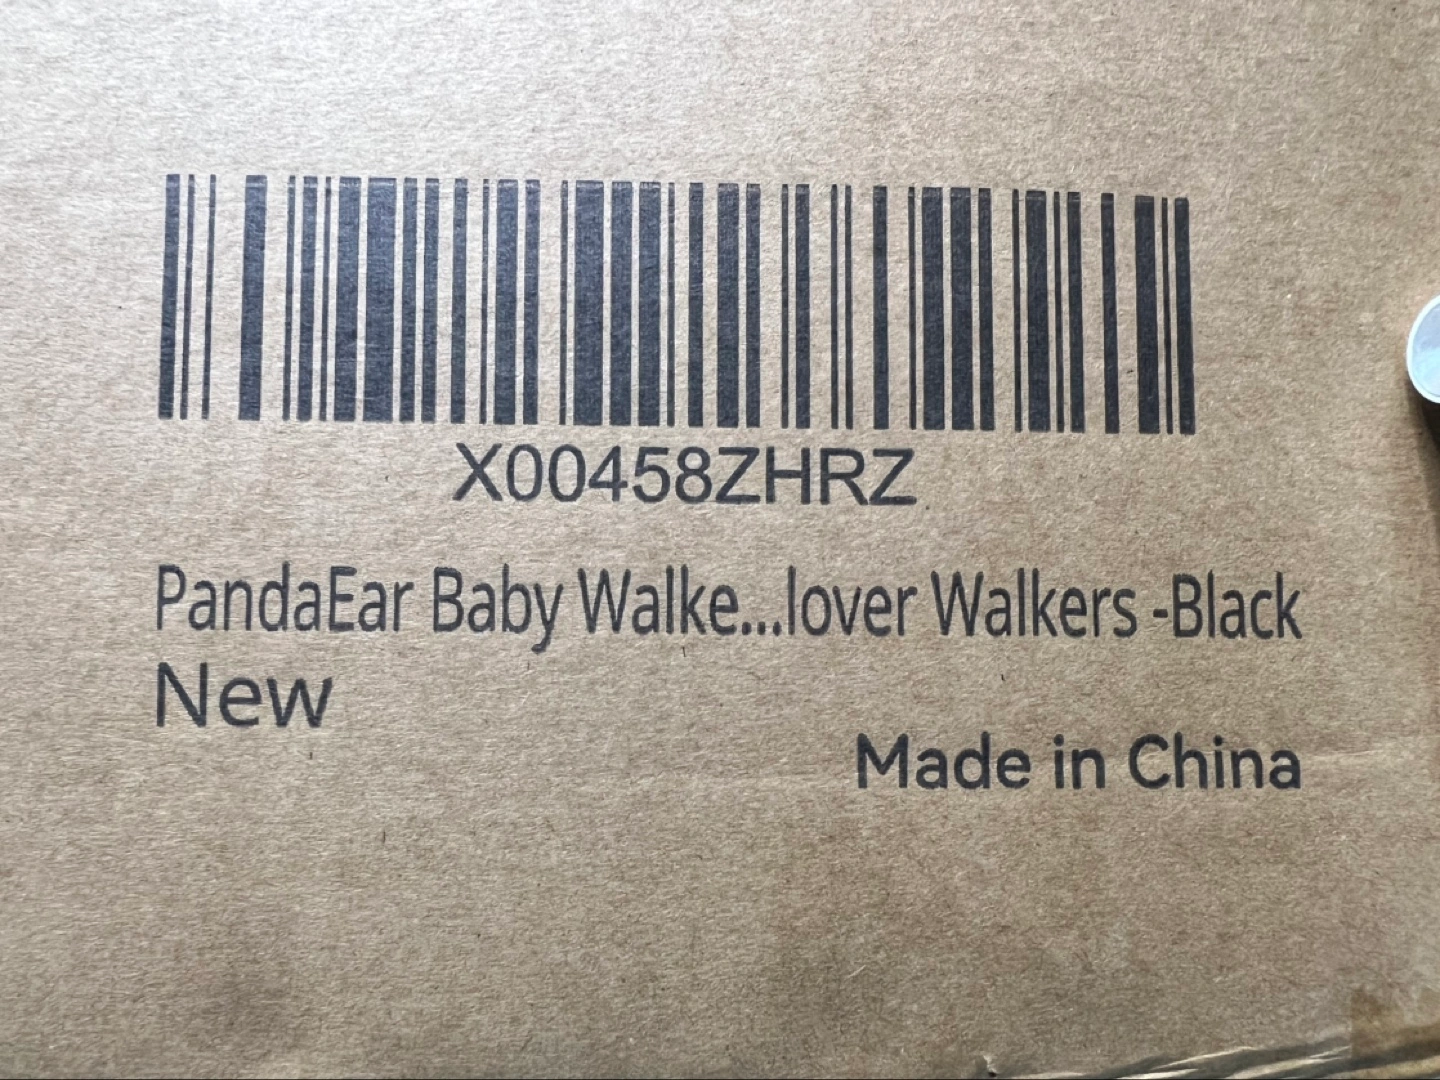 X00458ZHRZ
PandaEar Baby Walke...lover Walkers -Black
New
Made in China